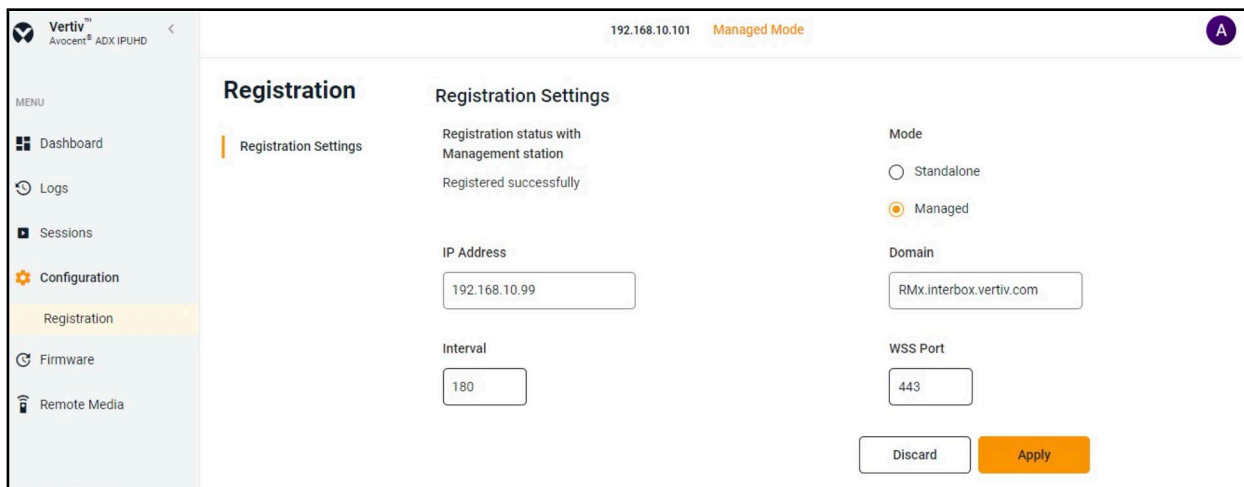 Vertiv™
Avocent® ADX IPUHD
192.168.10.101 Managed Mode
A
MENU
Dashboard
Logs
Sessions
Configuration
Registration
Firmware
Remote Media
Registration
Registration Settings
Registration Settings
Registration status with
Management station
Registered successfully
Mode
Standalone
Managed
IP Address
192.168.10.99
Domain
RMx.interbox.vertiv.com
Interval
180
WSS Port
443
Discard
Apply